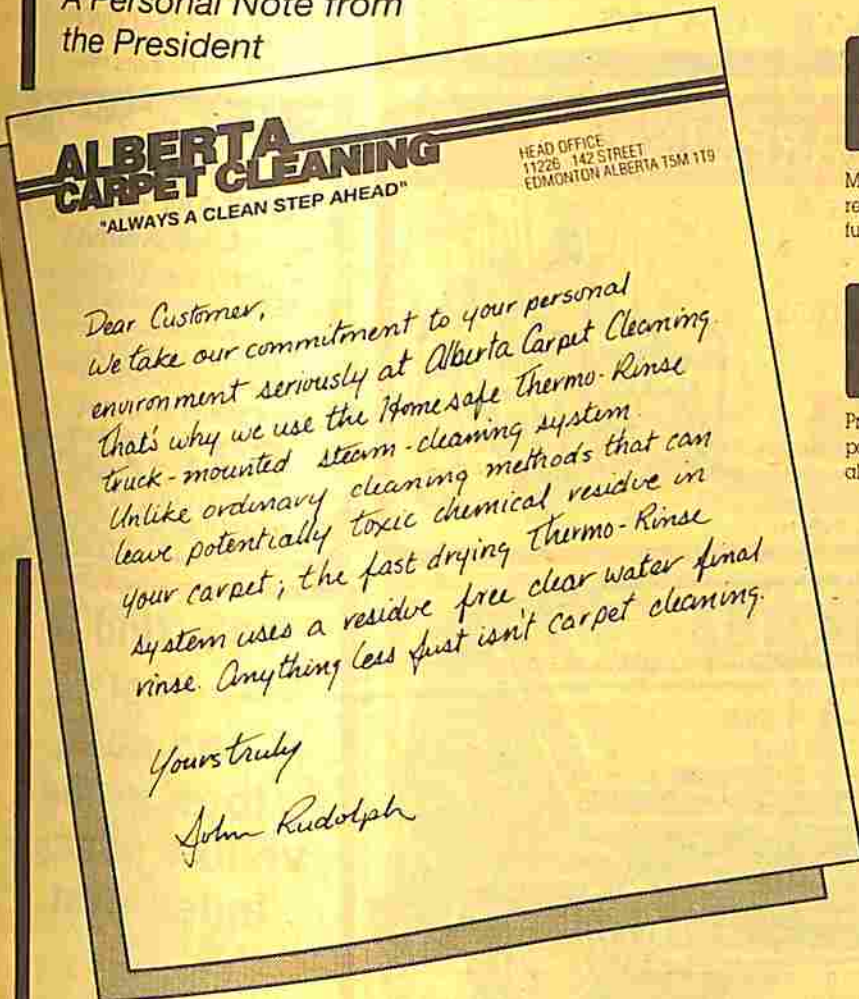 A Personal Note from
the President
ALBERTA
CARPET CLEANING
"ALWAYS A CLEAN STEP AHEAD"
HEAD OFFICE
11226 142 STREET
EDMONTON ALBERTA T5M 1T9
Dear Customer,
We take our commitment to your personal
environment seriously at Alberta Carpet Cleaning.
That's why we use the Homesafe Thermo-Rinse
truck-mounted steam-cleaning system.
Unlike ordinary cleaning methods that can
leave potentially toxic chemical residue in
your carpet; the fast drying Thermo-Rinse
system uses a residue free clear water final
rinse. Anything less just isn't carpet cleaning.
Yours truly
John Rudolph